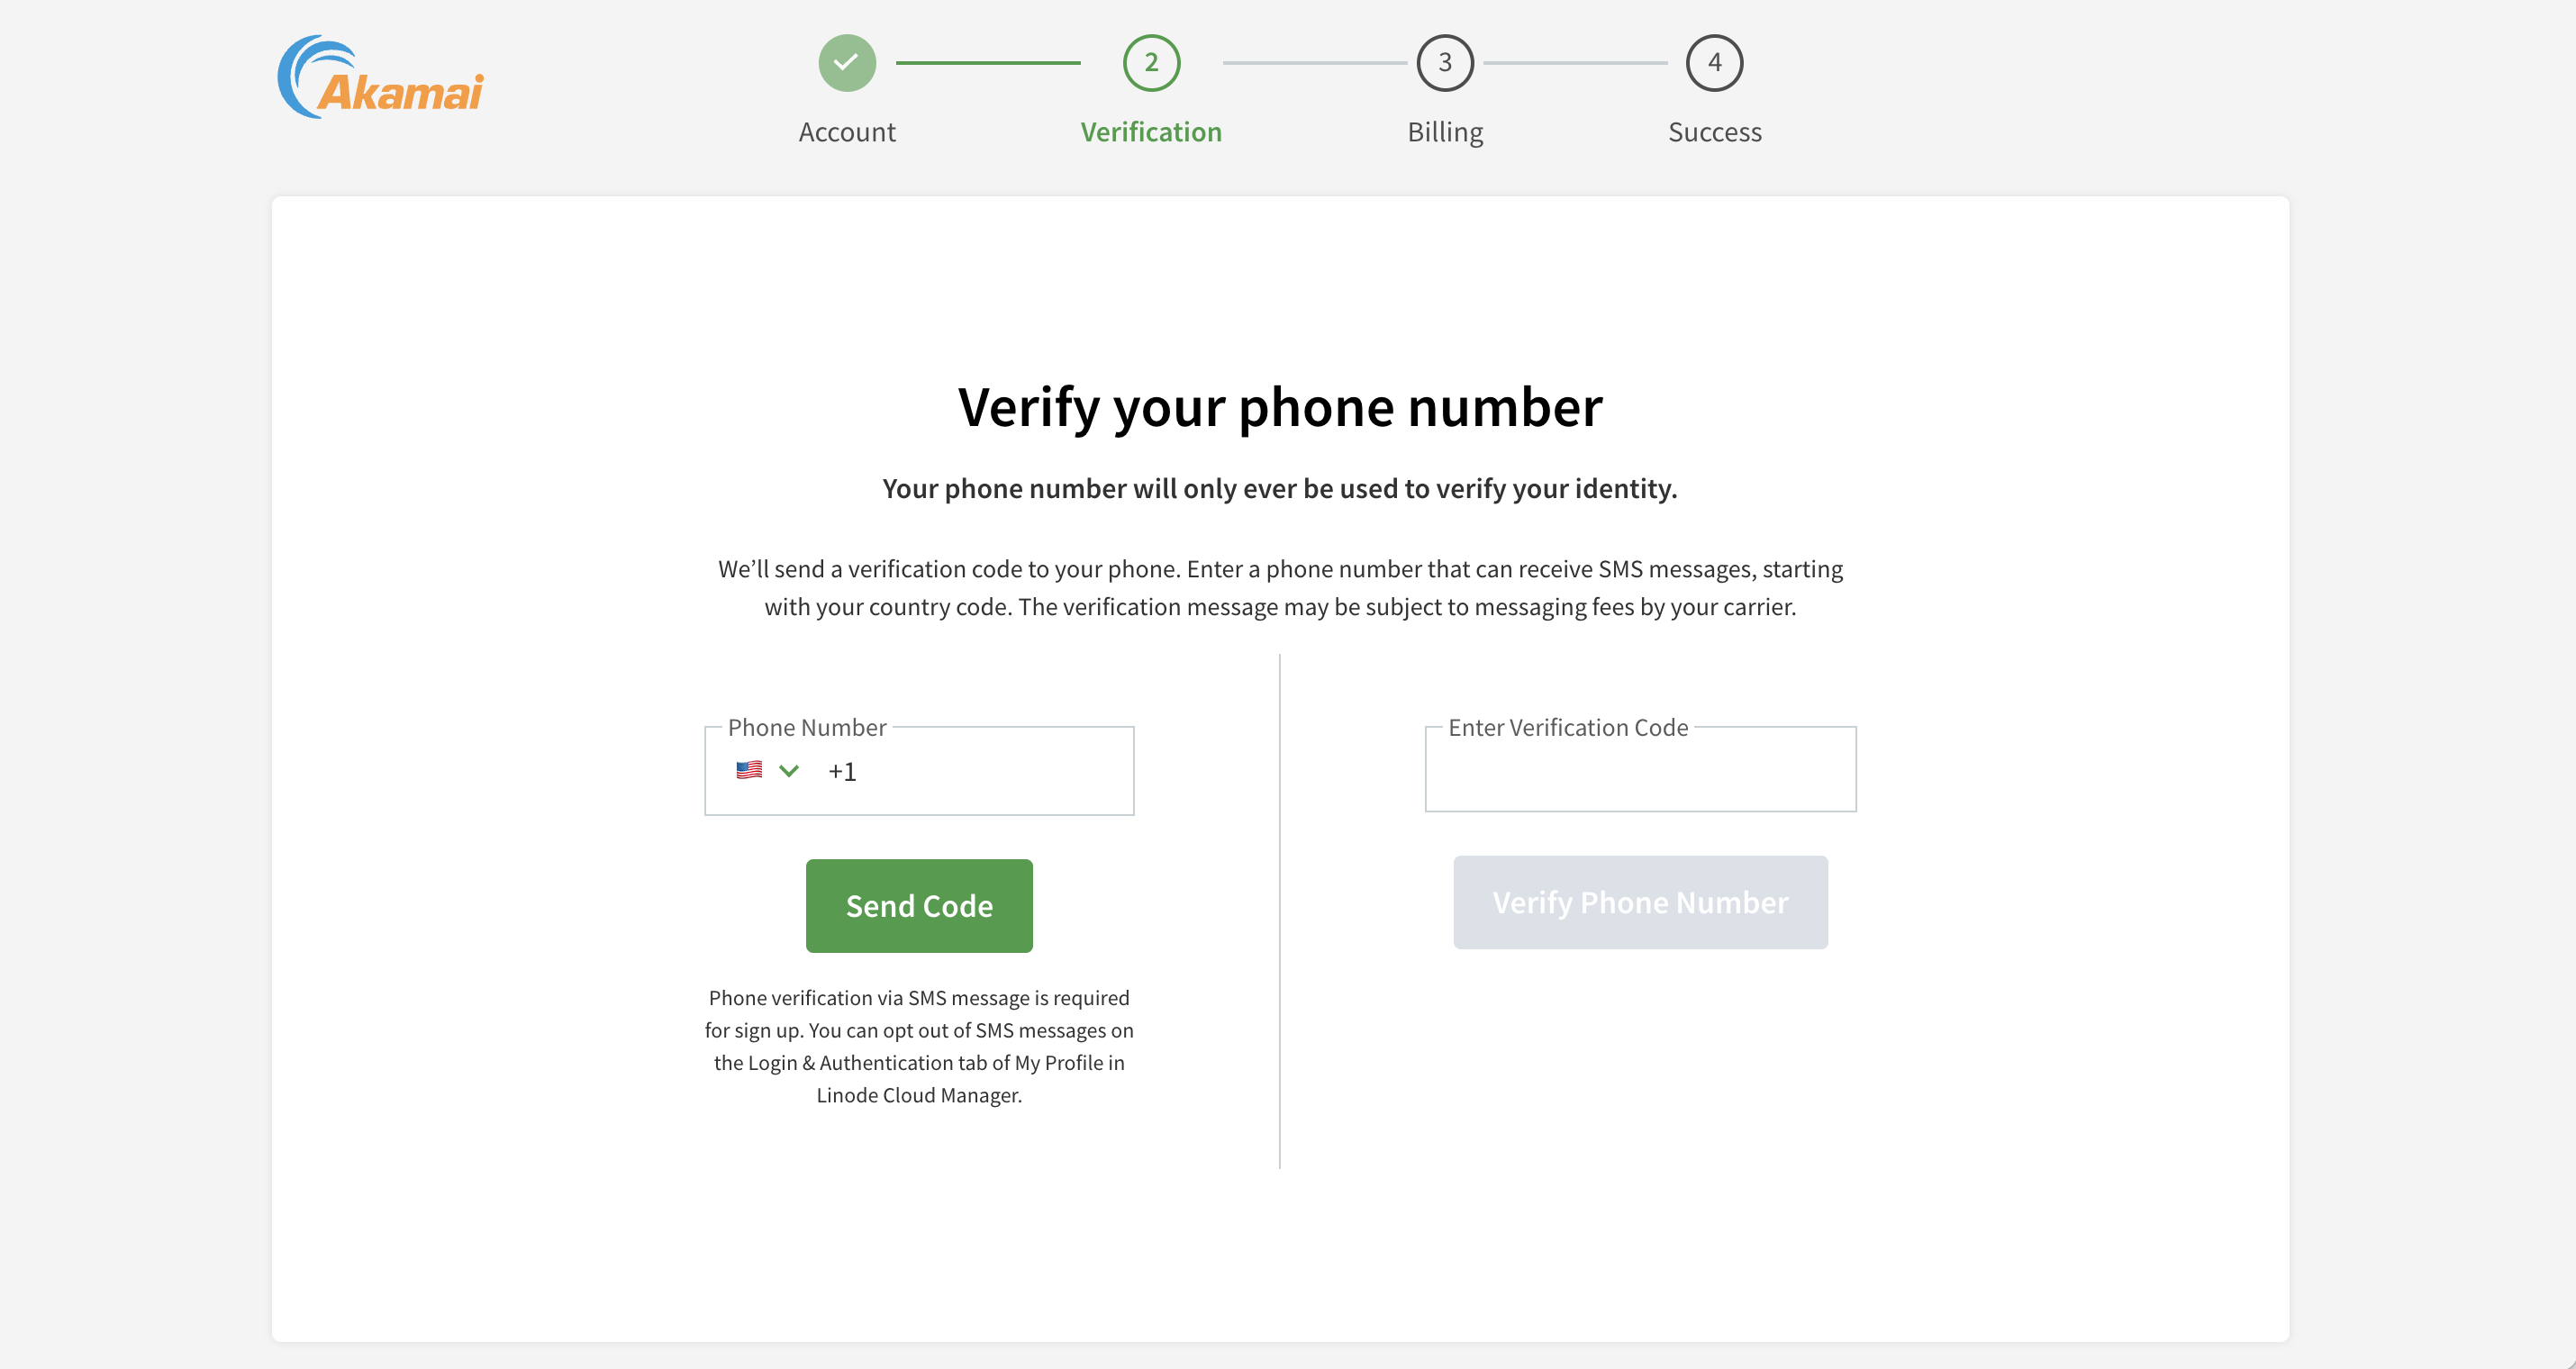 Akamai
2
3
4
Account
Verification
Billing
Success
Verify your phone number
Your phone number will only ever be used to verify your identity.
We’ll send a verification code to your phone. Enter a phone number that can receive SMS messages, starting
with your country code. The verification message may be subject to messaging fees by your carrier.
Phone Number
+1
Send Code
Phone verification via SMS message is required
for sign up. You can opt out of SMS messages on
the Login & Authentication tab of My Profile in
Linode Cloud Manager.
Enter Verification Code
Verify Phone Number